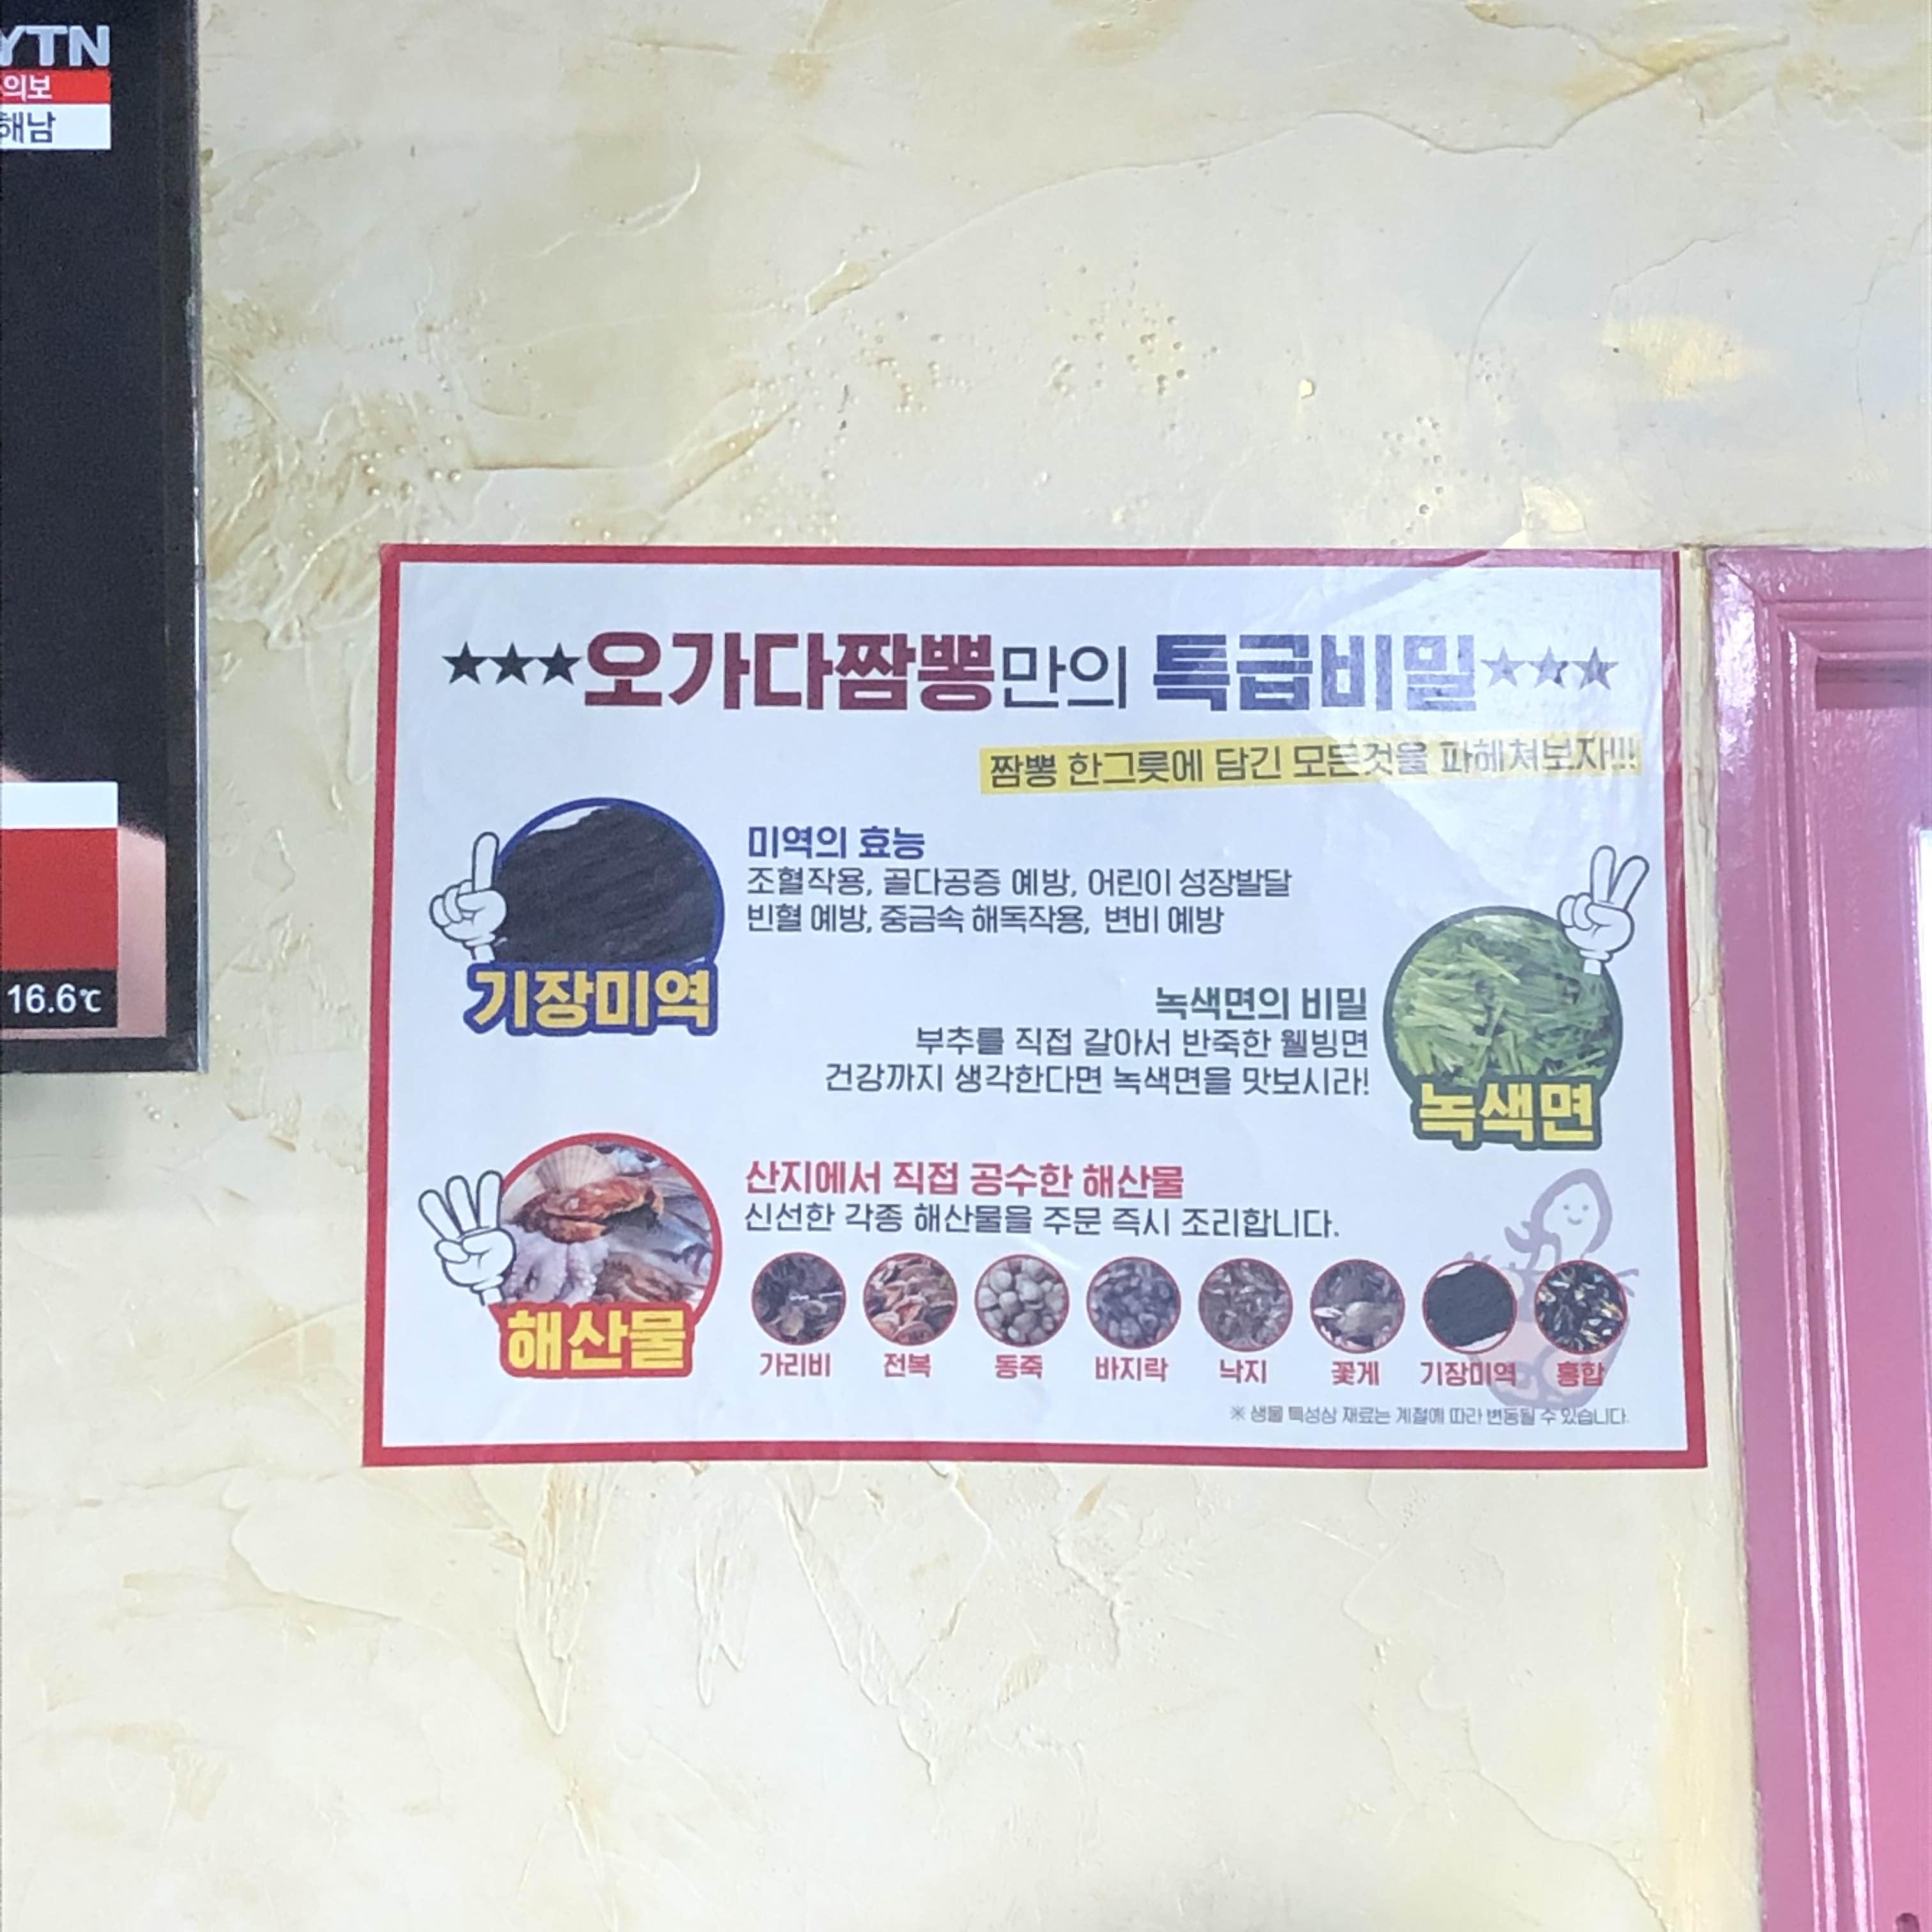 YTN
의보
해남
16.6℃
★★★오가다짬뽕만의 특급비밀★★★
짬뽕 한그릇에 담긴 모든것을 파헤쳐보자!!!
미역의 효능
조혈작용, 골다공증 예방, 어린이 성장발달
빈혈 예방, 중금속 해독작용, 변비 예방
기장미역
녹색면의 비밀
부추를 직접 갈아서 반죽한 웰빙면
건강까지 생각한다면 녹색면을 맛보시라!
녹색면
산지에서 직접 공수한 해산물
신선한 각종 해산물을 주문 즉시 조리합니다.
해산물
가리비 전복 동죽 바지락 낙지 꽃게 기장미역 홍합
※ 생물 특성상 재료는 계절에 따라 변동될 수 있습니다.